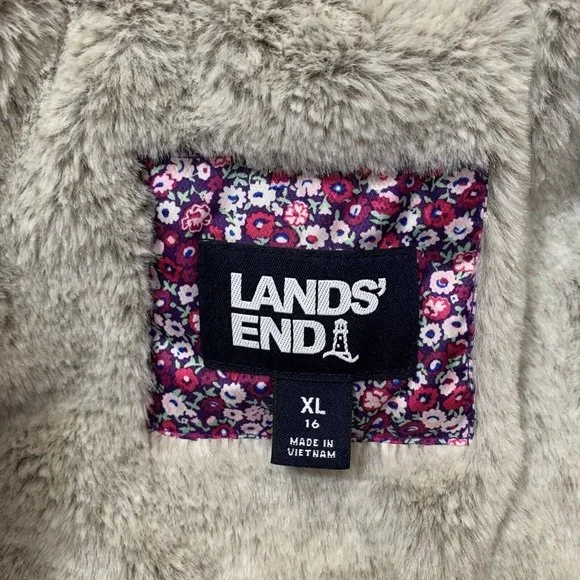 LANDS'
END
XL
16
MADE IN
VIETNAM